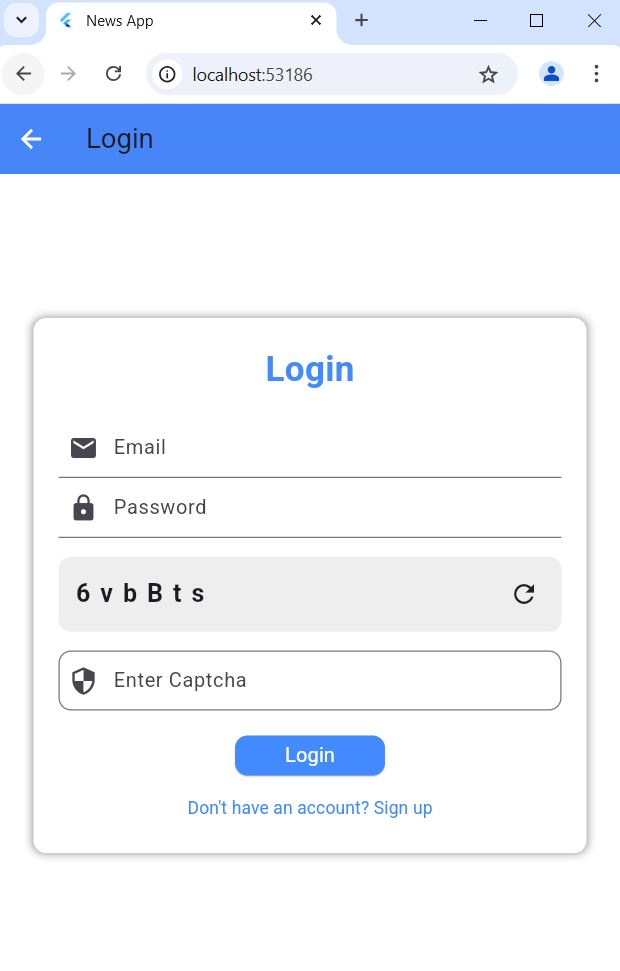 News App
localhost:53186
Login
Login
Email
Password
6 v b B t s
Enter Captcha
Login
Don't have an account? Sign up